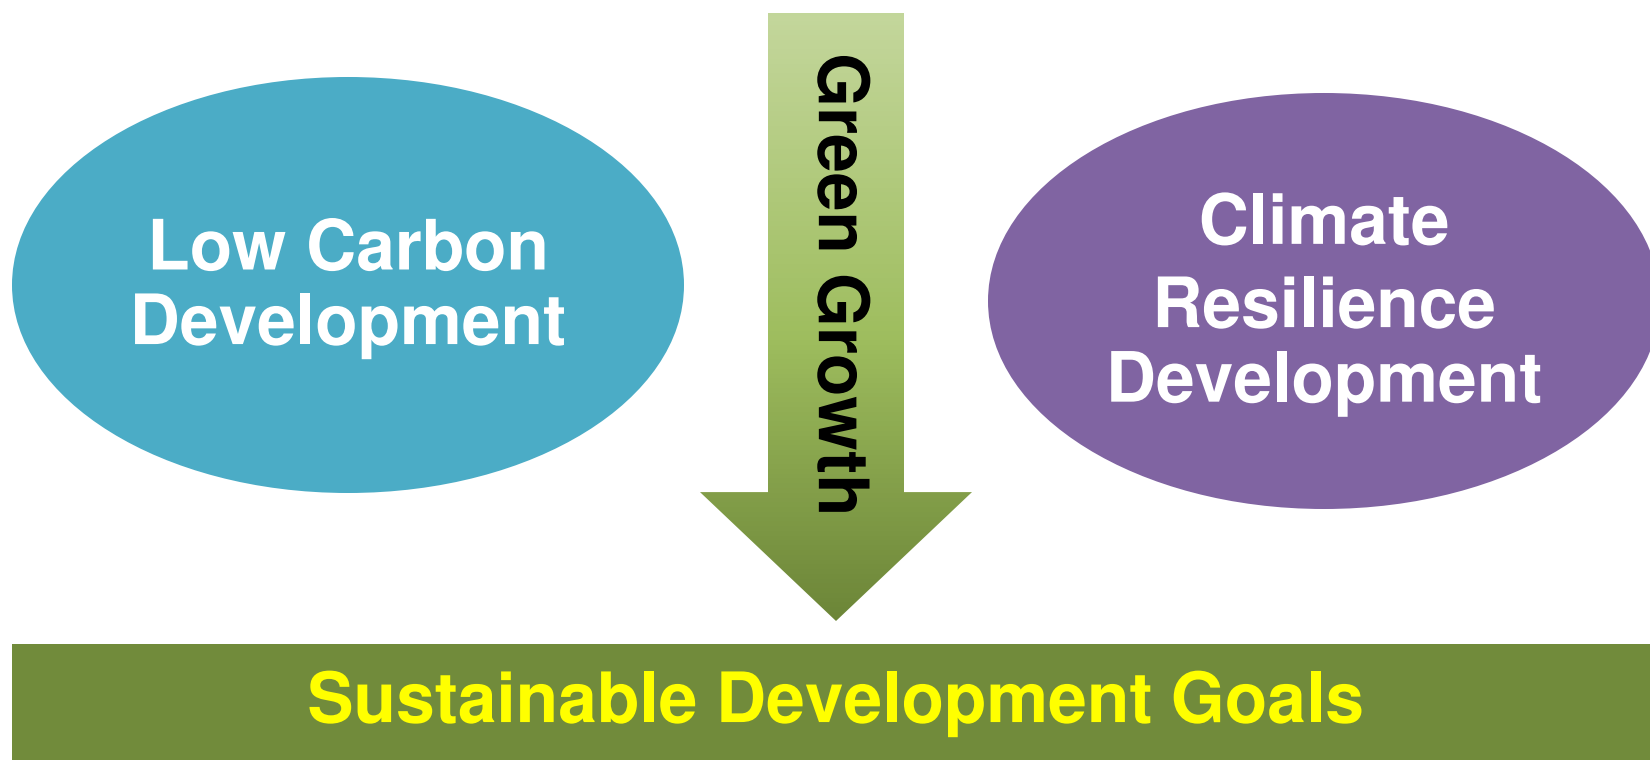 Low Carbon
Development
Green Growth
Climate
Resilience
Development
Sustainable Development Goals